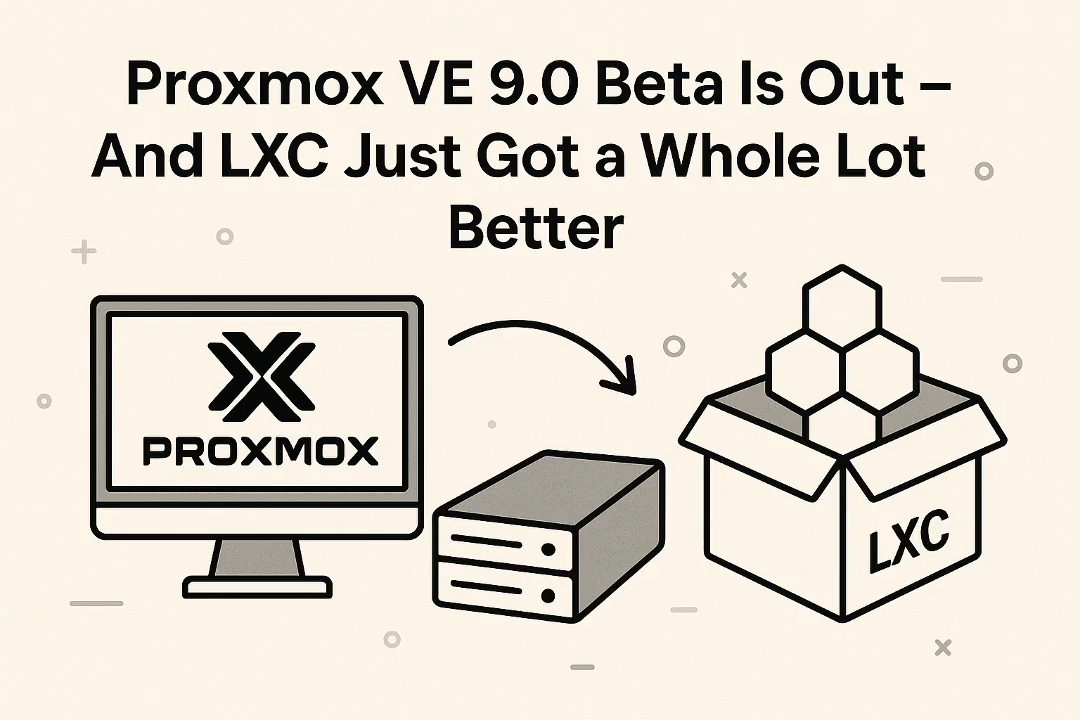 Proxmox VE 9.0 Beta Is Out –
And LXC Just Got a Whole Lot
Better
PROXMOX
LXC